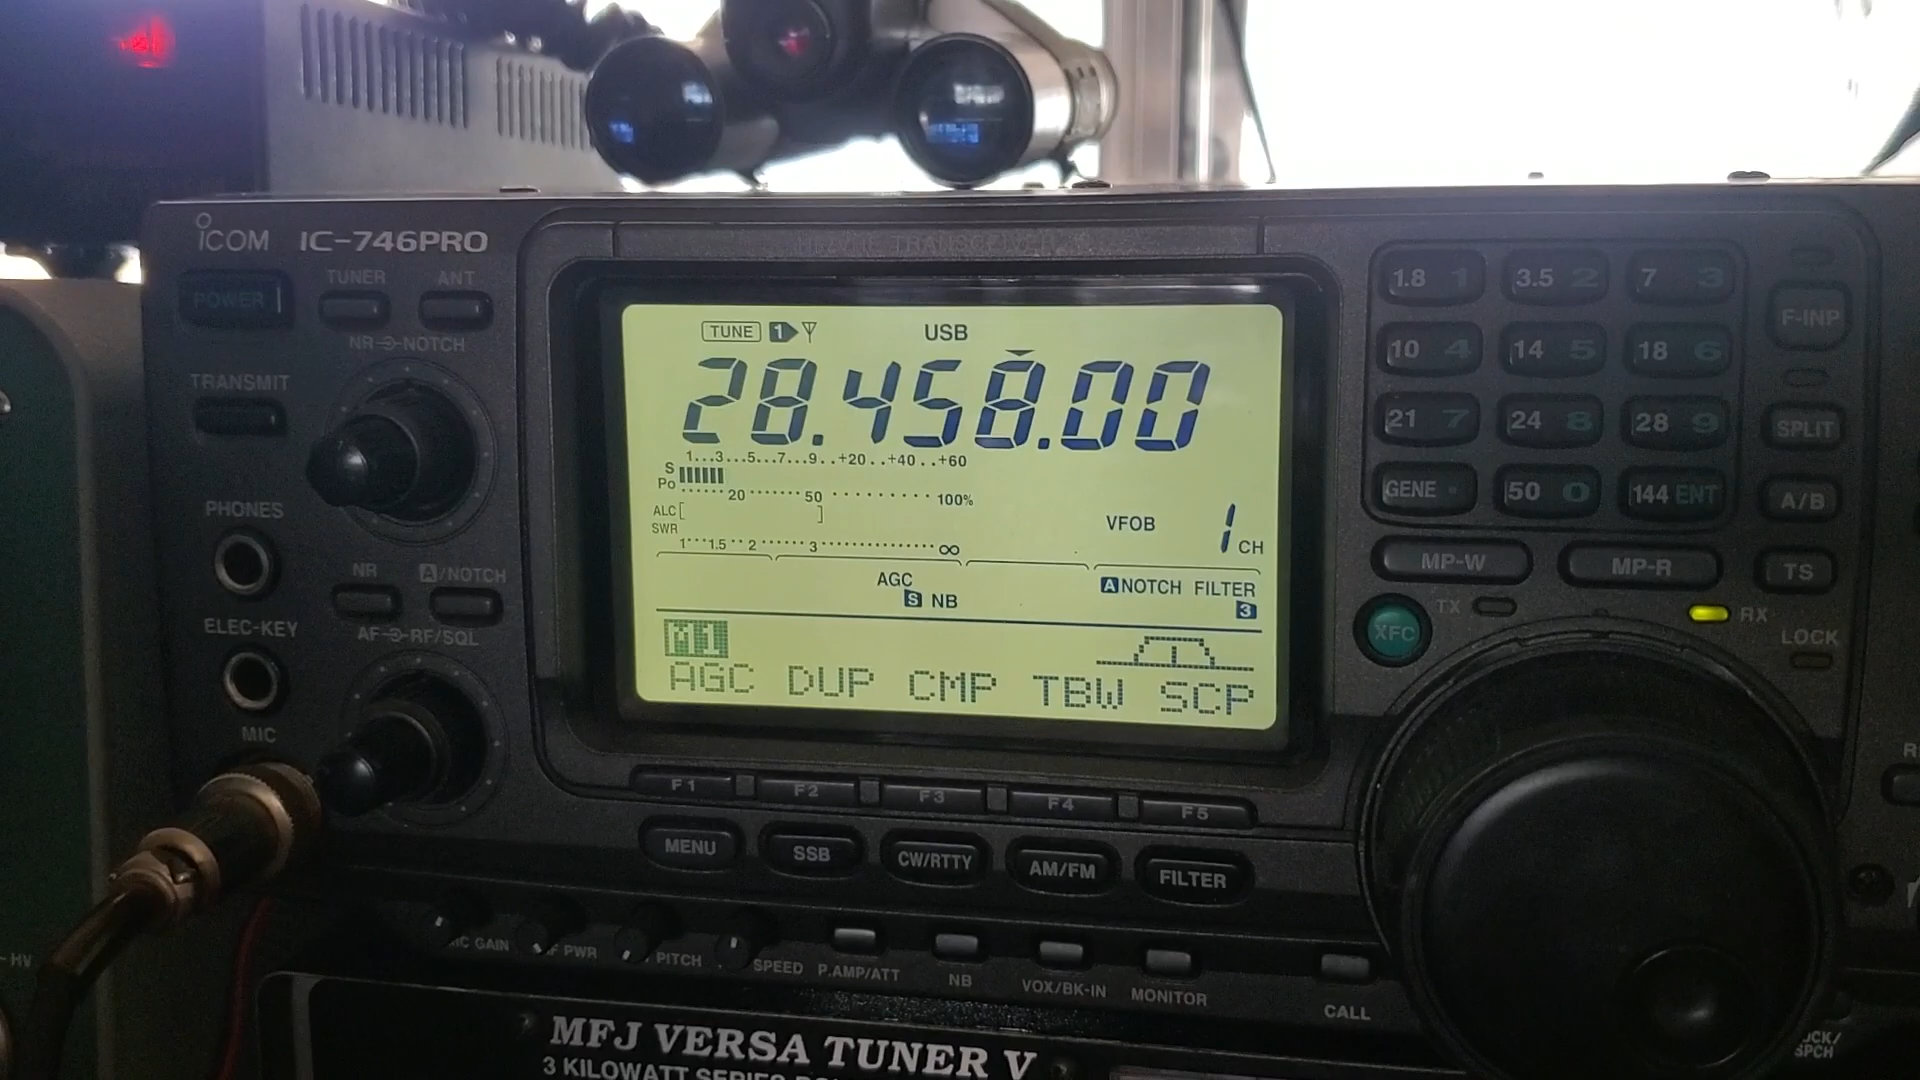 ICOM IC-746PRO
HF/VHF TRANSCEIVER
POWER
TUNER
ANT
NR NOTCH
TRANSMIT
PHONES
NR
A/NOTCH
ELEC-KEY
AF RF/SQL
MIC
TUNE 1 USB
28.458.00
S 1...3...5...7...9..+20..+40..+60
Po ......20......50.........100%
ALC
SWR 1...1.5..2......3............∞
VFOB 1 CH
AGC S NB
A NOTCH FILTER 3
M1
AGC DUP CMP TBW SCP
F1 F2 F3 F4 F5
MENU SSB CW/RTTY AM/FM FILTER
1.8 1 3.5 2 7 3
F-INP
10 4 14 5 18 6
21 7 24 8 28 9
SPLIT
GENE · 50 0 144 ENT
A/B
MP-W MP-R TS
XFC TX RX
LOCK
PITCH SPEED P.AMP/ATT NB VOX/BK-IN MONITOR CALL
GAIN PWR
SPCH
MFJ VERSA TUNER V
3 KILOWATT SERIES